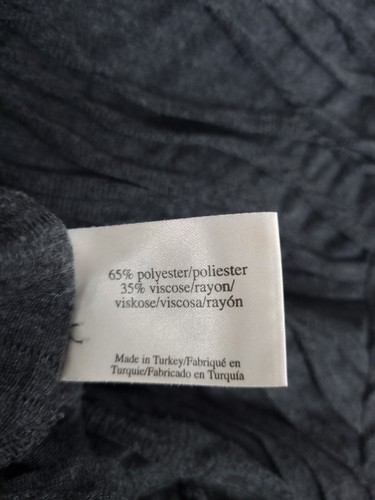 65% polyester/poliester
35% viscose/rayon/
viskose/viscosa/rayón
Made in Turkey/Fabriqué en
Turquie/Fabricado en Turquía